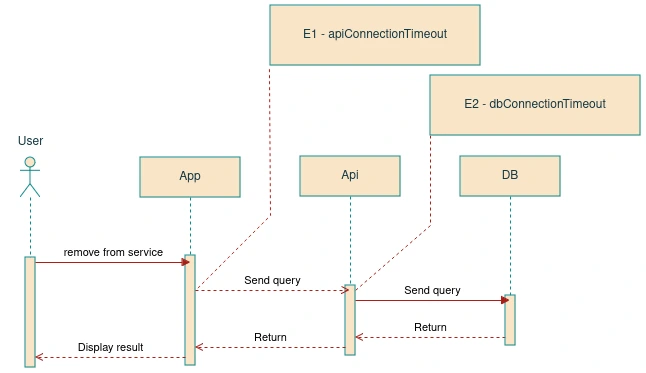 E1 - apiConnectionTimeout
E2 - dbConnectionTimeout
User
App
Api
DB
remove from service
Send query
Send query
Return
Return
Display result